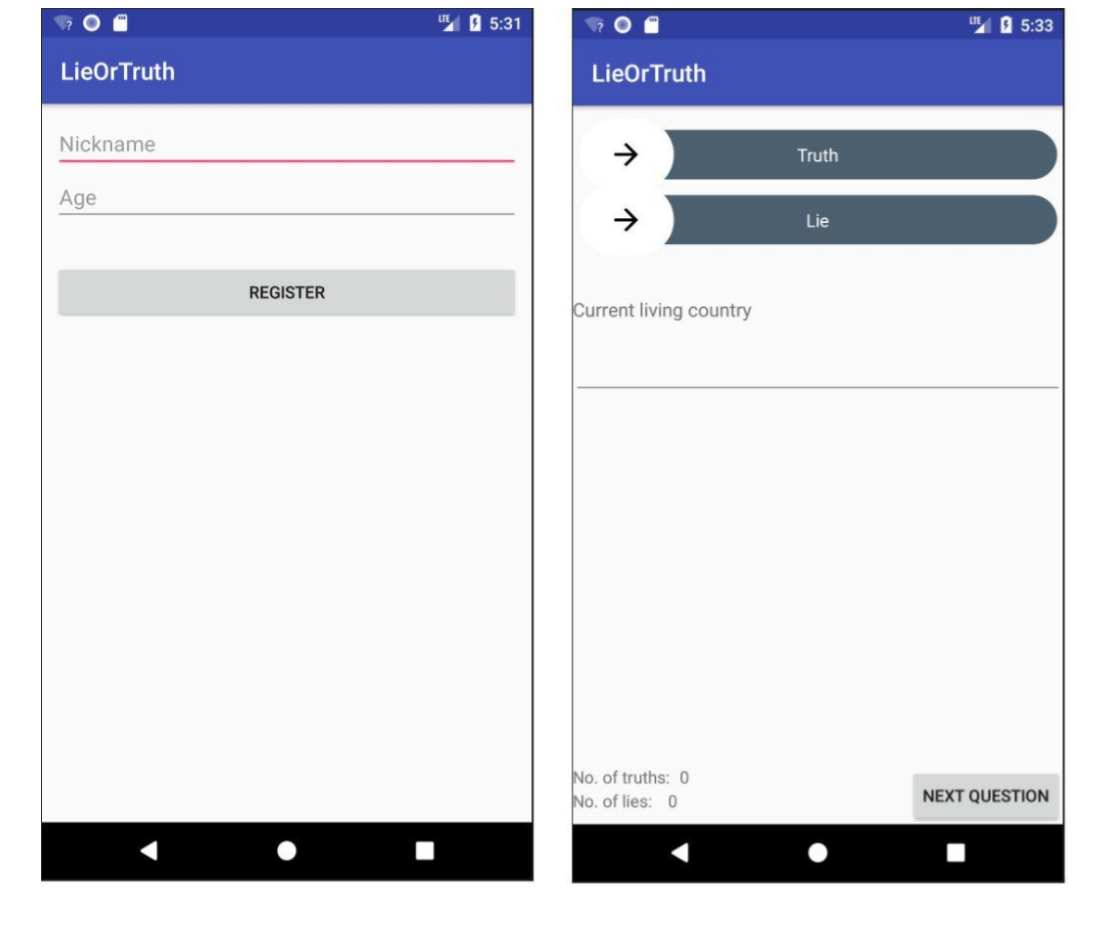 LTE 5:31
LieOrTruth
Nickname
Age
REGISTER
LTE 5:33
LieOrTruth
Truth
Lie
Current living country
No. of truths: 0
No. of lies: 0
NEXT QUESTION